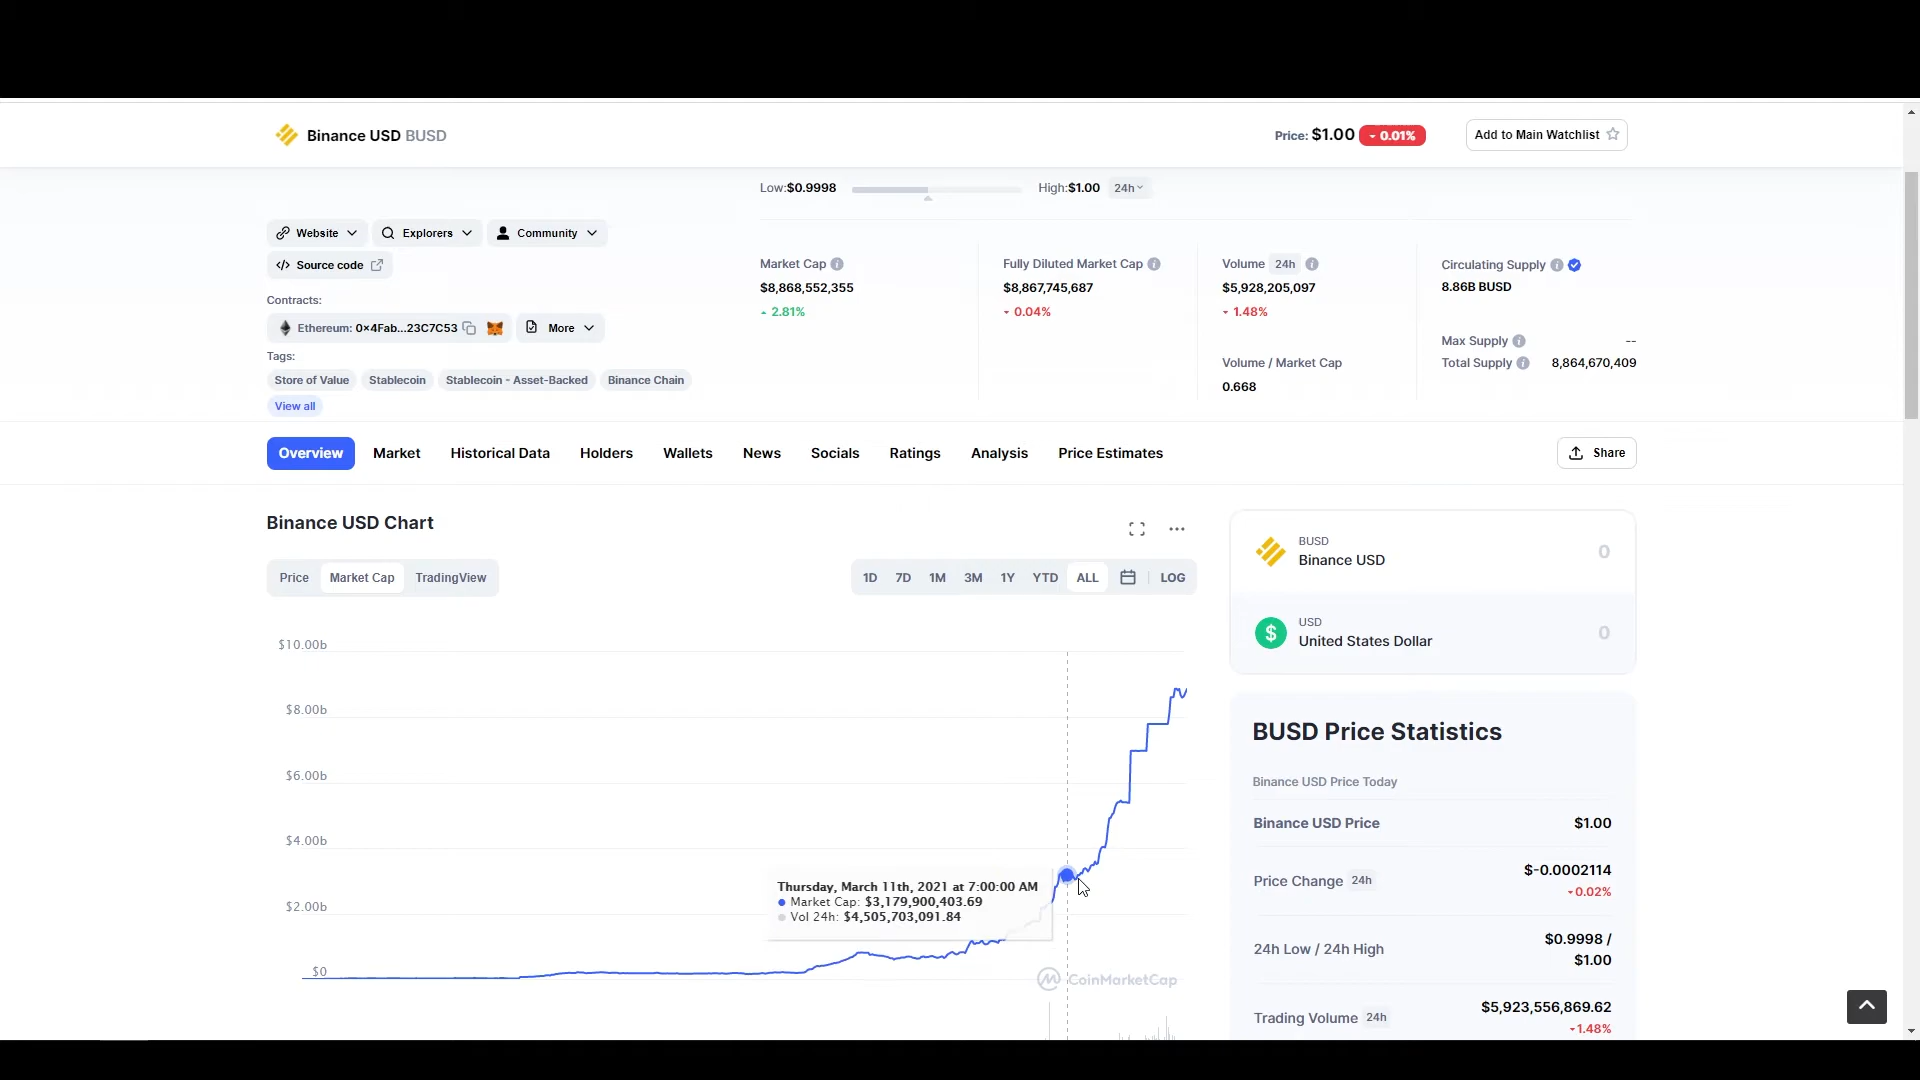 Binance USD BUSD
Price: $1.00 0.01%
Add to Main Watchlist
Low:$0.9998 High:$1.00 24h
Website Explorers Community
Source code
Contracts:
Ethereum: 0x4Fab...23C7C53 More
Tags:
Store of Value Stablecoin Stablecoin - Asset-Backed Binance Chain
View all
Market Cap
$8,868,552,355
2.81%
Fully Diluted Market Cap
$8,867,745,687
0.04%
Volume 24h
$5,928,205,097
1.48%
Volume / Market Cap
0.668
Circulating Supply
8.86B BUSD
Max Supply --
Total Supply 8,864,670,409
Overview Market Historical Data Holders Wallets News Socials Ratings Analysis Price Estimates Share
Binance USD Chart
Price Market Cap TradingView
1D 7D 1M 3M 1Y YTD ALL LOG
$10.00b
$8.00b
$6.00b
$4.00b
$2.00b
$0
Thursday, March 11th, 2021 at 7:00:00 AM
Market Cap: $3,179,900,403.69
Vol 24h: $4,505,703,091.84
CoinMarketCap
BUSD
Binance USD 0
USD
United States Dollar 0
BUSD Price Statistics
Binance USD Price Today
Binance USD Price $1.00
Price Change 24h $-0.0002114
0.02%
24h Low / 24h High $0.9998 /
$1.00
Trading Volume 24h $5,923,556,869.62
1.48%